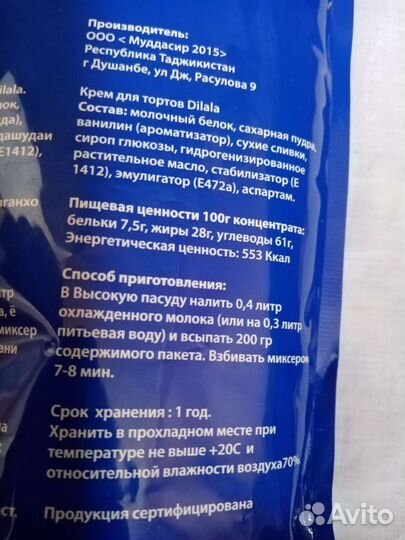 Производитель:
ООО < Муддасир 2015>
Республика Таджикистан
г Душанбе, ул Дж, Расулова 9
Dilala.
Крем для тортов Dilala
Состав: молочный белок, сахарная пудра,
ванилин (ароматизатор), сухие сливки,
сироп глюкозы, гидрогенизированное
растительное масло, стабилизатор (Е
1412), эмулигатор (Е472а), аспартам.
Е1412),
Пищевая ценности 100г концентрата:
бельки 7,5г, жиры 28г, углеводы 61г,
Энергетическая ценность: 553 Ккал
Способ приготовления:
В Высокую пасуду налить 0,4 литр
охлажденного молока (или на 0,3 литр
питьевая воду) и всыпать 200 гр
содержимого пакета. Взбивать миксером
7-8 мин.
миксер
Срок хранения : 1 год.
Хранить в прохладном месте при
температуре не выше +20С и
относительной влажности воздуха70%.
Продукция сертифицирована
Avito